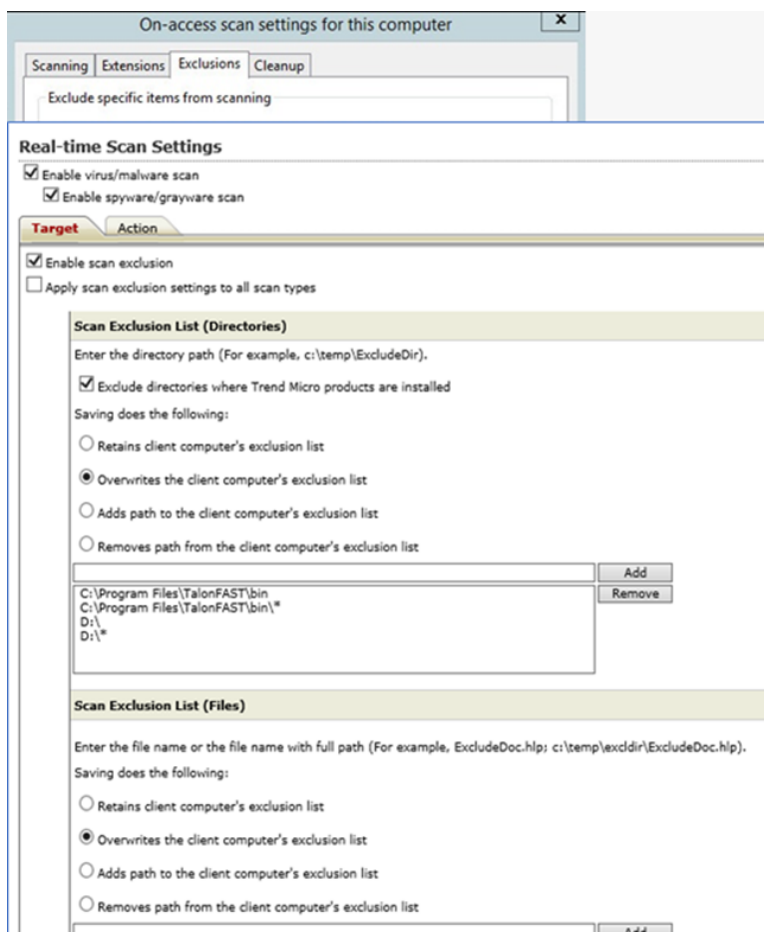 On-access scan settings for this computer
x
Scanning Extensions Exclusions Cleanup
Exclude specific items from scanning
Real-time Scan Settings
Enable virus/malware scan
Enable spyware/grayware scan
Target Action
Enable scan exclusion
Apply scan exclusion settings to all scan types
Scan Exclusion List (Directories)
Enter the directory path (For example, c:\temp\ExcludeDir).
Exclude directories where Trend Micro products are installed
Saving does the following:
Retains client computer's exclusion list
Overwrites the client computer's exclusion list
Adds path to the client computer's exclusion list
Removes path from the client computer's exclusion list
Add
C:\Program Files\TalonFAST\bin
Remove
C:\Program Files\TalonFAST\bin\*
D:\
D:\*
Scan Exclusion List (Files)
Enter the file name or the file name with full path (For example, ExcludeDoc.hlp; c:\temp\excldir\ExcludeDoc.hlp).
Saving does the following:
Retains client computer's exclusion list
Overwrites the client computer's exclusion list
Adds path to the client computer's exclusion list
Removes path from the client computer's exclusion list
Add